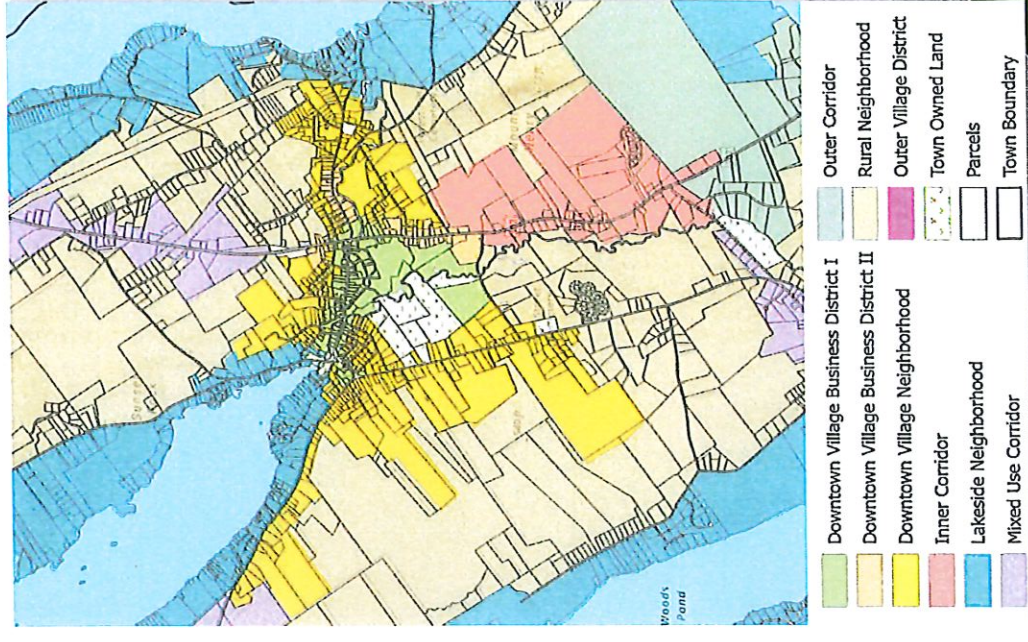 Woods
Pond
Downtown Village Business District I
Downtown Village Business District II
Downtown Village Neighborhood
Inner Corridor
Lakeside Neighborhood
Mixed Use Corridor
Outer Corridor
Rural Neighborhood
Outer Village District
Town Owned Land
Parcels
Town Boundary